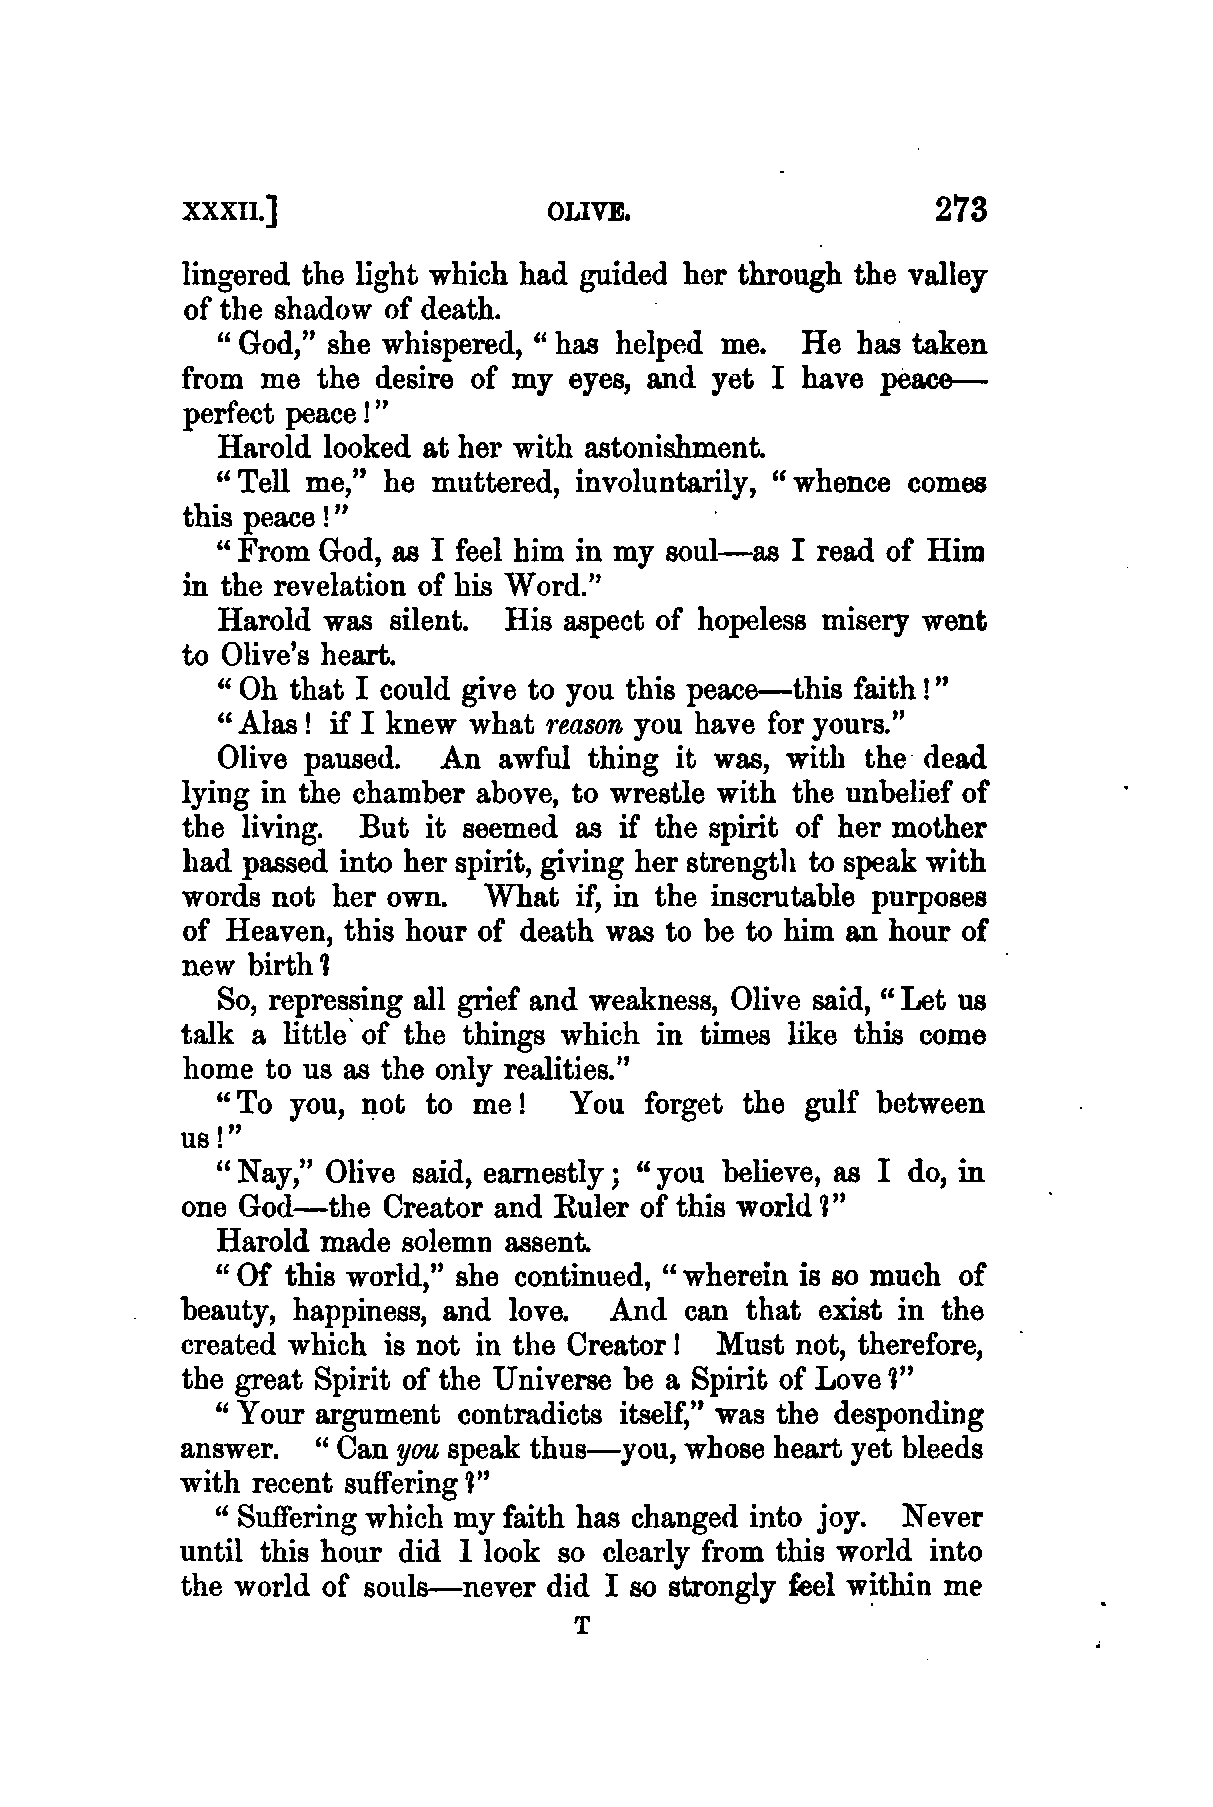 XXXII.] OLIVE. 273
lingered the light which had guided her through the valley
of the shadow of death.
“God,” she whispered, “has helped me. He has taken
from me the desire of my eyes, and yet I have peace—
perfect peace!”
Harold looked at her with astonishment.
“Tell me,” he muttered, involuntarily, “whence comes
this peace!”
“From God, as I feel him in my soul—as I read of Him
in the revelation of his Word.”
Harold was silent. His aspect of hopeless misery went
to Olive's heart.
“Oh that I could give to you this peace—this faith!”
“Alas! if I knew what reason you have for yours.”
Olive paused. An awful thing it was, with the dead
lying in the chamber above, to wrestle with the unbelief of
the living. But it seemed as if the spirit of her mother
had passed into her spirit, giving her strength to speak with
words not her own. What if, in the inscrutable purposes
of Heaven, this hour of death was to be to him an hour of
new birth?
So, repressing all grief and weakness, Olive said, “Let us
talk a little of the things which in times like this come
home to us as the only realities.”
“To you, not to me! You forget the gulf between
us!”
“Nay,” Olive said, earnestly; “you believe, as I do, in
one God—the Creator and Ruler of this world?”
Harold made solemn assent.
“Of this world,” she continued, “wherein is so much of
beauty, happiness, and love. And can that exist in the
created which is not in the Creator! Must not, therefore,
the great Spirit of the Universe be a Spirit of Love?”
“Your argument contradicts itself,” was the desponding
answer. “Can you speak thus—you, whose heart yet bleeds
with recent suffering?”
“Suffering which my faith has changed into joy. Never
until this hour did I look so clearly from this world into
the world of souls—never did I so strongly feel within me
T